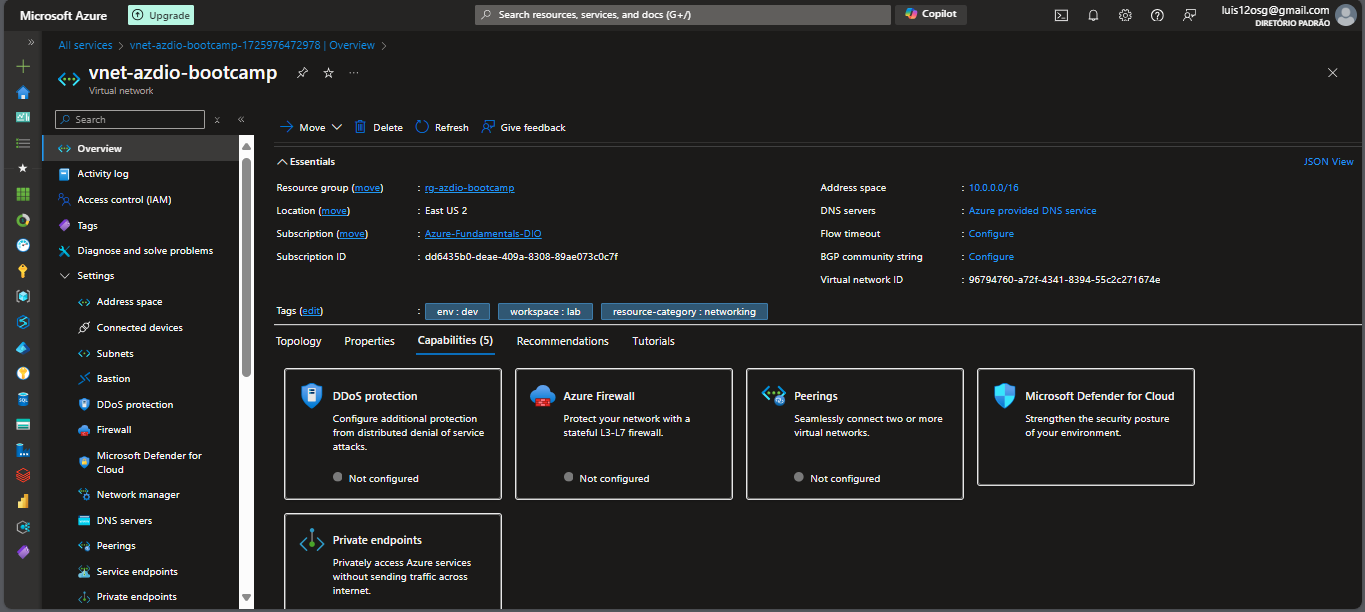 Microsoft Azure
Upgrade
Search resources, services, and docs (G+/)
Copilot
luis12osg@gmail.com
DIRETÓRIO PADRÃO
All services > vnet-azdio-bootcamp-1725976472978 | Overview >
vnet-azdio-bootcamp
Virtual network
Search
Overview
Activity log
Access control (IAM)
Tags
Diagnose and solve problems
Settings
Address space
Connected devices
Subnets
Bastion
DDoS protection
Firewall
Microsoft Defender for
Cloud
Network manager
DNS servers
Peerings
Service endpoints
Private endpoints
Move
Delete
Refresh
Give feedback
Essentials
JSON View
Resource group (move) : rg-azdio-bootcamp
Location (move) : East US 2
Subscription (move) : Azure-Fundamentals-DIO
Subscription ID : dd6435b0-deae-409a-8308-89ae073c0c7f
Address space : 10.0.0.0/16
DNS servers : Azure provided DNS service
Flow timeout : Configure
BGP community string : Configure
Virtual network ID : 96794760-a72f-4341-8394-55c2c271674e
Tags (edit) : env : dev workspace : lab resource-category : networking
Topology
Properties
Capabilities (5)
Recommendations
Tutorials
DDoS protection
Configure additional protection
from distributed denial of service
attacks.
Not configured
Azure Firewall
Protect your network with a
stateful L3-L7 firewall.
Not configured
Peerings
Seamlessly connect two or more
virtual networks.
Not configured
Microsoft Defender for Cloud
Strengthen the security posture
of your environment.
Private endpoints
Privately access Azure services
without sending traffic across
internet.